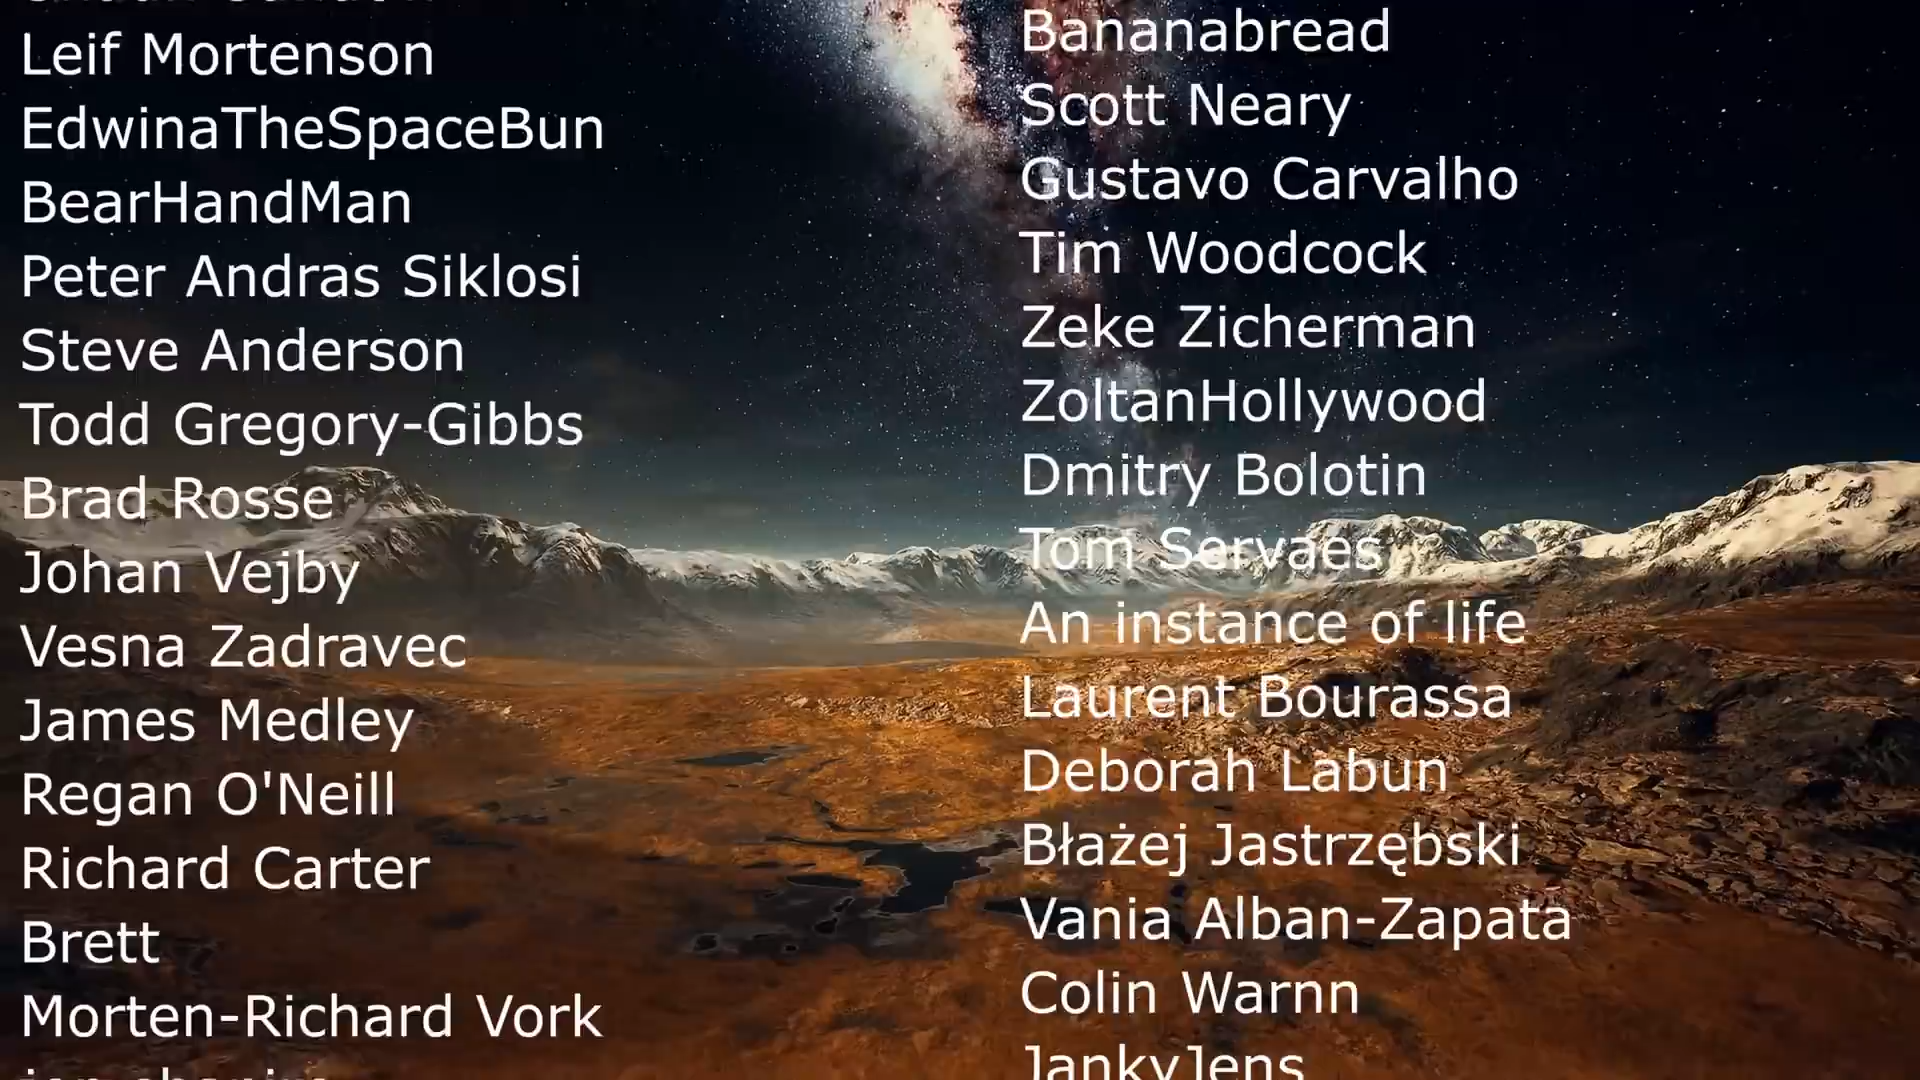 Leif Mortenson
EdwinaTheSpaceBun
BearHandMan
Peter Andras Siklosi
Steve Anderson
Todd Gregory-Gibbs
Brad Rosse
Johan Vejby
Vesna Zadravec
James Medley
Regan O'Neill
Richard Carter
Brett
Morten-Richard Vork
Bananabread
Scott Neary
Gustavo Carvalho
Tim Woodcock
Zeke Zicherman
ZoltanHollywood
Dmitry Bolotin
Tom Servaes
An instance of life
Laurent Bourassa
Deborah Labun
Błażej Jastrzębski
Vania Alban-Zapata
Colin Warnn
JankyJens